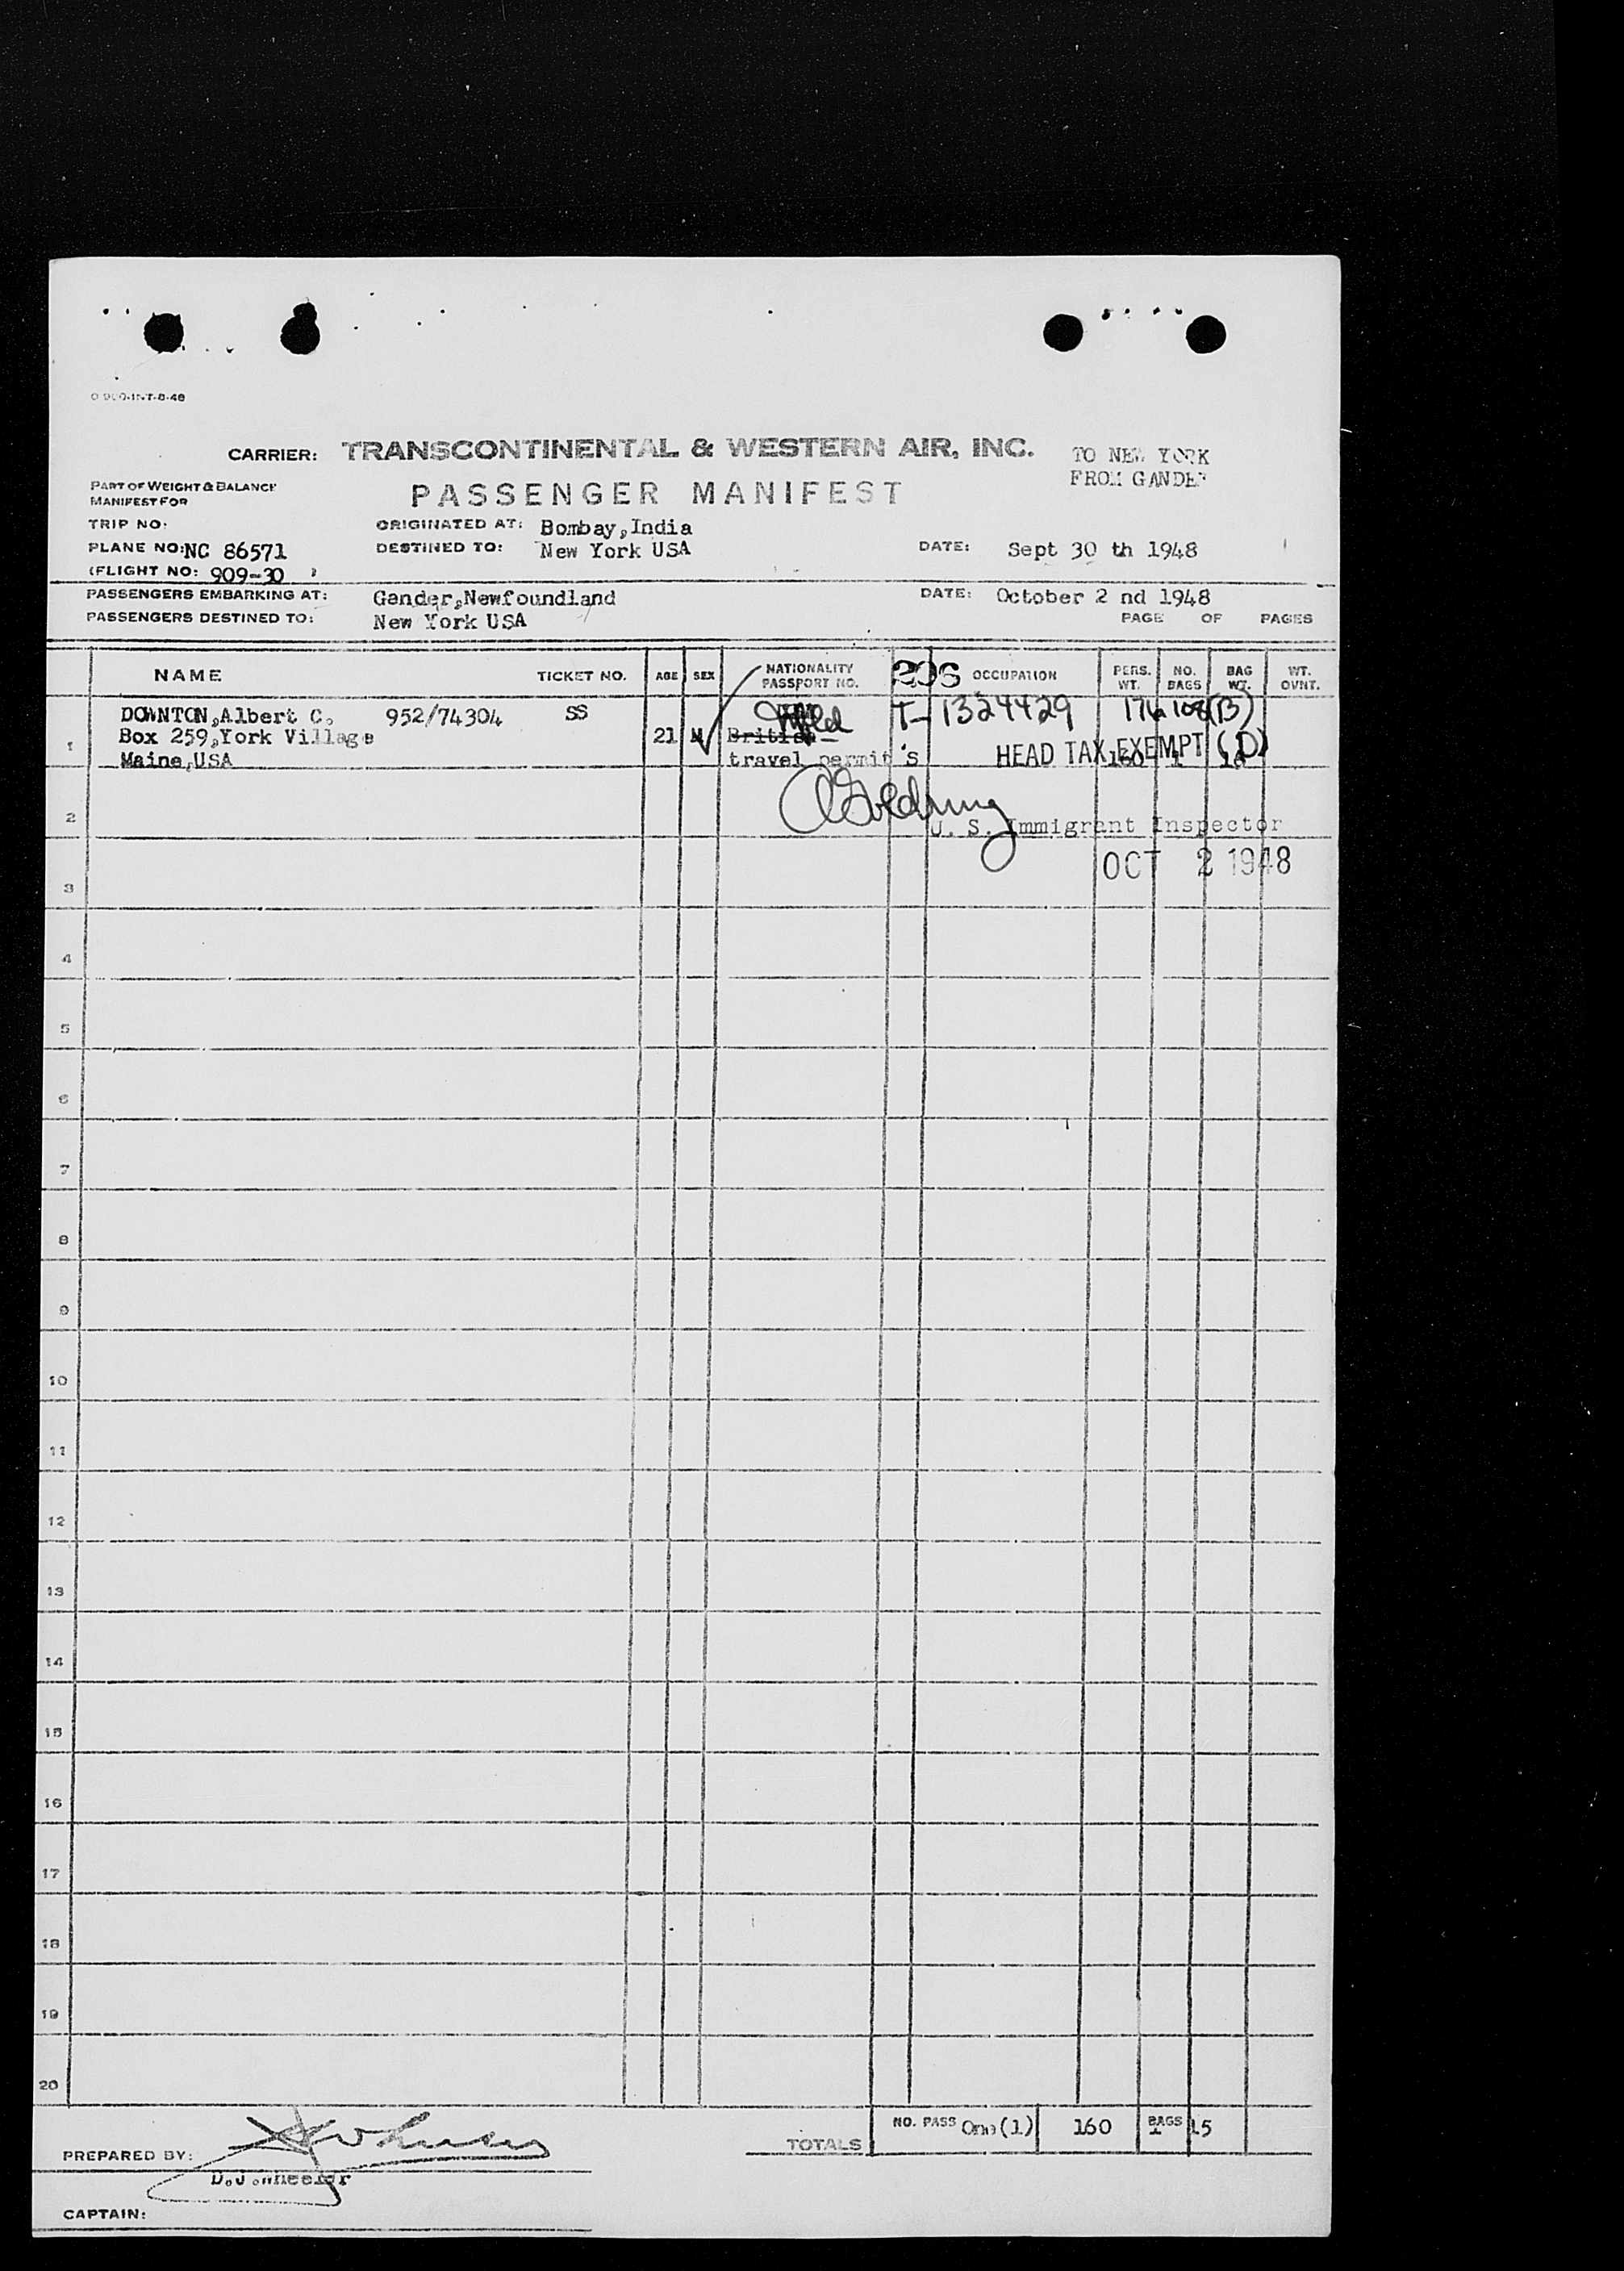 CARRIER: TRANSCONTINENTAL & WESTERN AIR, INC.
TO NEW YORK
FROM GANDER
PART OF WEIGHT & BALANCE
MANIFEST FOR
PASSENGER MANIFEST
TRIP NO:
ORIGINATED AT: Bombay, India
PLANE NO: NC 86571
DESTINED TO: New York USA
DATE: Sept 30 th 1948
(FLIGHT NO: 909-30 )
PASSENGERS EMBARKING AT: Gander, Newfoundland
DATE: October 2 nd 1948
PASSENGERS DESTINED TO: New York USA
PAGE OF PAGES
NAME TICKET NO. AGE SEX NATIONALITY PASSPORT NO. OCCUPATION PERS. WT. NO. BAGS BAG WT. WT. OVNT.
DOWNTON, Albert C. 952/74304 SS T-1324429
1 Box 259, York Village 21 M British
Maine, USA travel permit 's HEAD TAX EXEMPT (D) 160 1
2
U. S. Immigrant Inspector
OCT 2 1948
3
4
5
6
7
8
9
10
11
12
13
14
15
16
17
18
19
20
TOTALS NO. PASS One (1) 160 BAGS 1 15
PREPARED BY:
D.J. Wheeler
CAPTAIN: